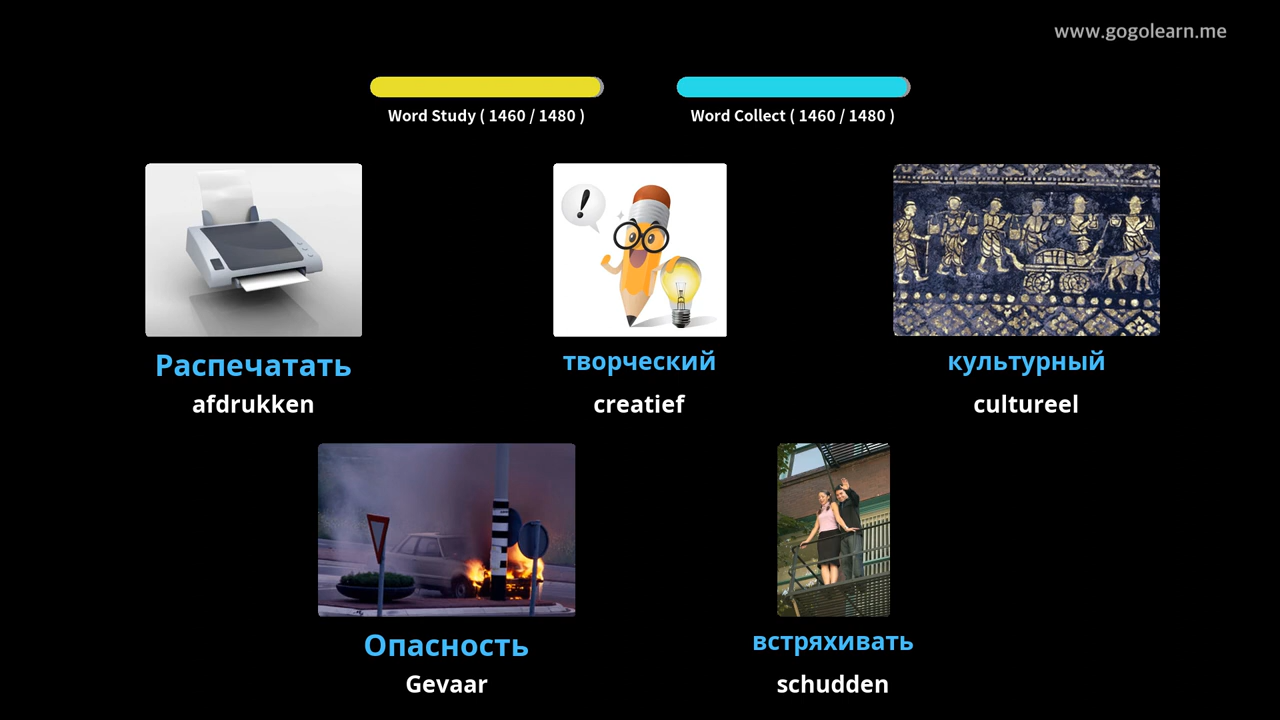 www.gogolearn.me
Word Study ( 1460 / 1480 )
Word Collect ( 1460 / 1480 )
Распечатать
afdrukken
творческий
creatief
культурный
cultureel
Опасность
Gevaar
встряхивать
schudden